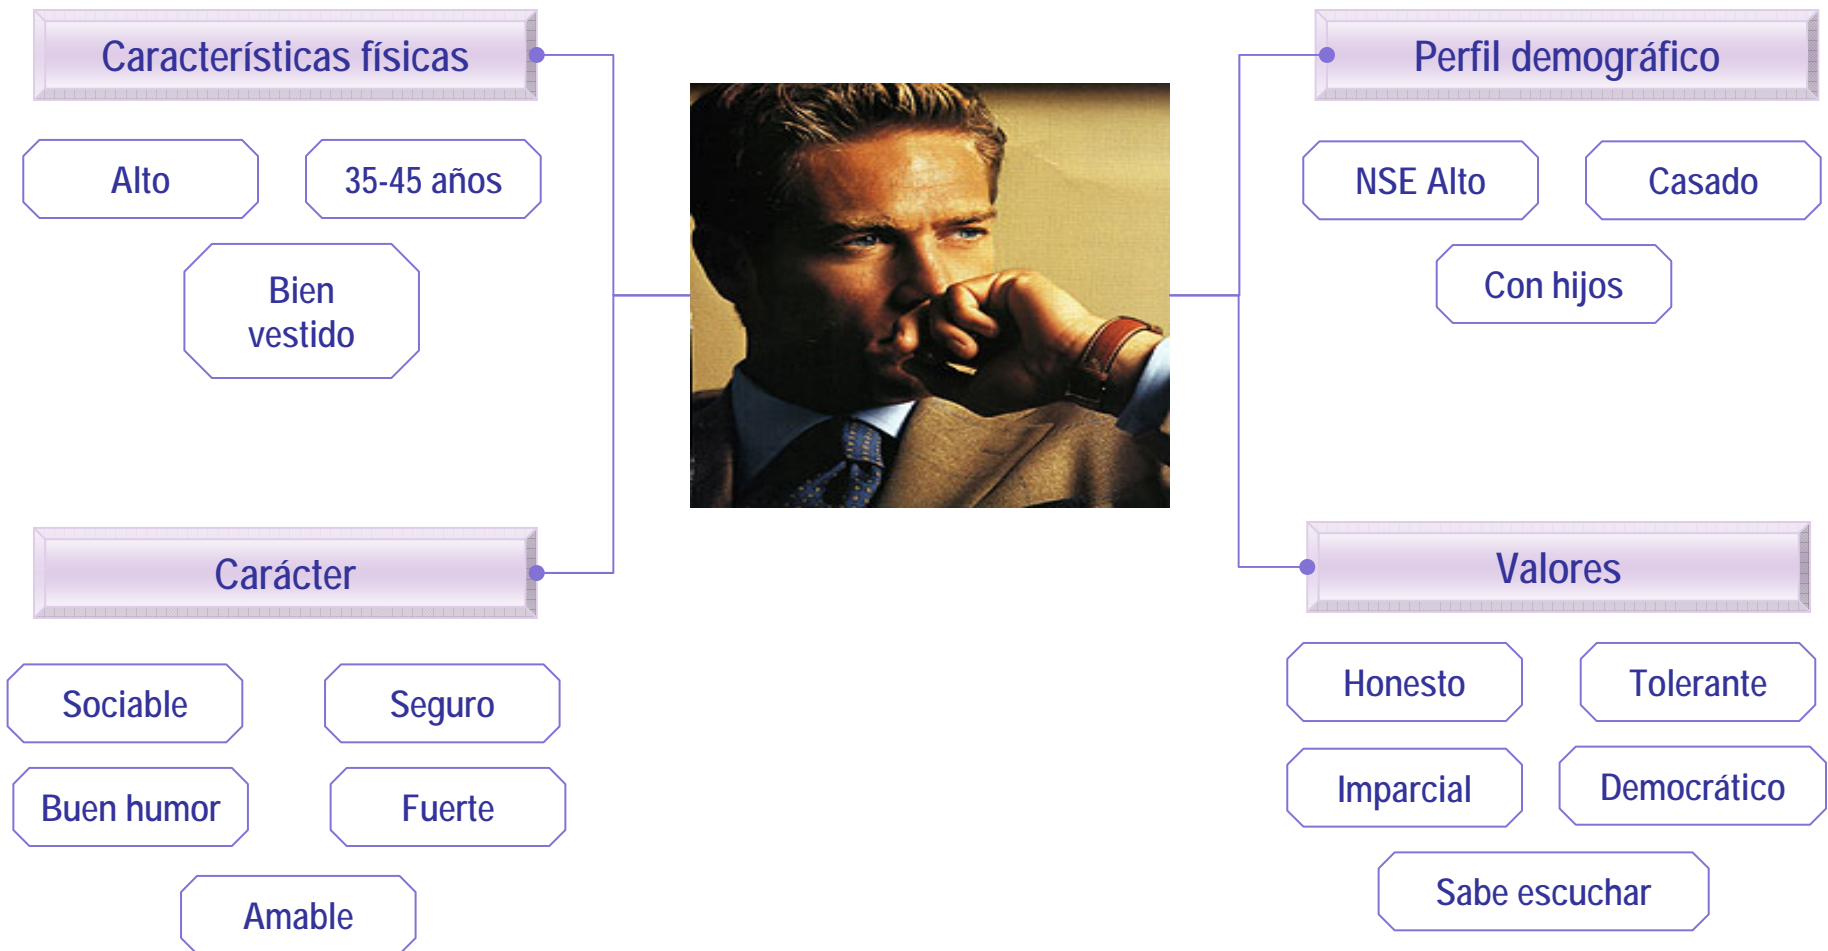 Características físicas
Alto
35-45 años
Bien
vestido
Perfil demográfico
NSE Alto
Casado
Con hijos
Carácter
Sociable
Seguro
Buen humor
Fuerte
Amable
Valores
Honesto
Tolerante
Imparcial
Democrático
Sabe escuchar